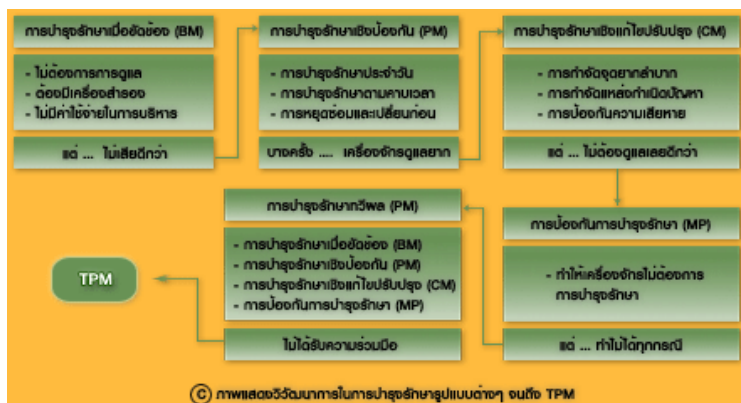 การบำรุงรักษาเมื่อขัดข้อง (BM)
- ไม่ต้องการการดูแล
- ต้องมีเครื่องสำรอง
- ไม่มีค่าใช้จ่ายในการบริหาร
แต่ ... ไม่เสียดีกว่า
การบำรุงรักษาเชิงป้องกัน (PM)
- การบำรุงรักษาประจำวัน
- การบำรุงรักษาตามคาบเวลา
- การหยุดซ่อมและเปลี่ยนก่อน
บางครั้ง .... เครื่องจักรดูแลยาก
การบำรุงรักษาเชิงแก้ไขปรับปรุง (CM)
- การกำจัดจุดยากลำบาก
- การกำจัดแหล่งกำเนิดปัญหา
- การป้องกันความเสียหาย
แต่ ... ไม่ต้องดูแลเลยดีกว่า
การป้องกันการบำรุงรักษา (MP)
- ทำให้เครื่องจักรไม่ต้องการ
การบำรุงรักษา
แต่ ... ทำไม่ได้ทุกกรณี
การบำรุงรักษาทวีผล (PM)
- การบำรุงรักษาเมื่อขัดข้อง (BM)
- การบำรุงรักษาเชิงป้องกัน (PM)
- การบำรุงรักษาเชิงแก้ไขปรับปรุง (CM)
- การป้องกันการบำรุงรักษา (MP)
ไม่ได้รับความร่วมมือ
TPM
© ภาพแสดงวิวัฒนาการในการบำรุงรักษารูปแบบต่างๆ จนถึง TPM